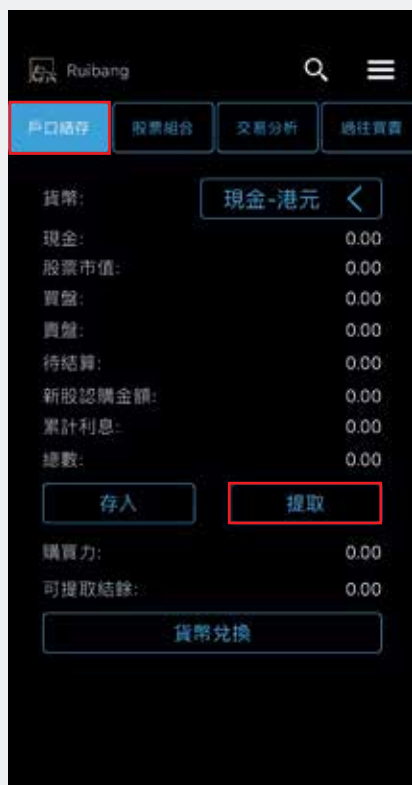 Ruibang
戶口結存 股票組合 交易分析 過往買賣
貨幣: 現金-港元
現金: 0.00
股票市值: 0.00
買盤: 0.00
賣盤: 0.00
待結算: 0.00
新股認購金額: 0.00
累計利息: 0.00
總數: 0.00
存入 提取
購買力: 0.00
可提取結餘: 0.00
貨幣兌換